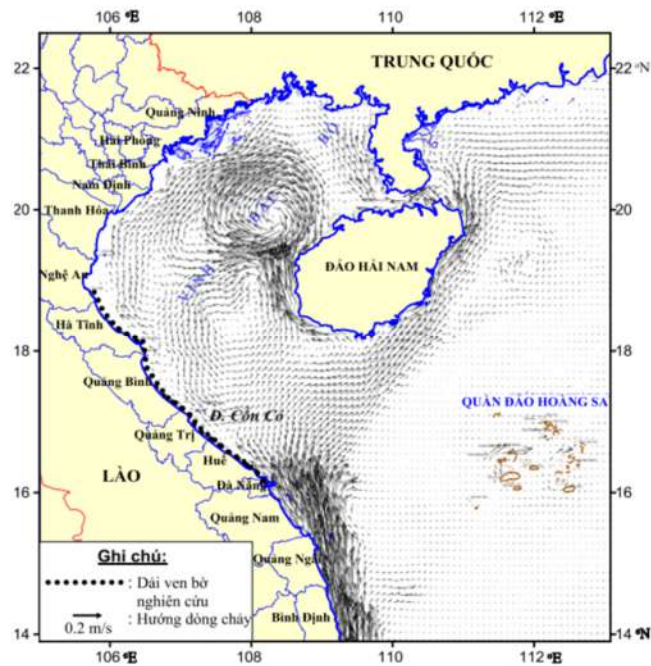 106 °E 108 110 112 °E
22 22 °N
TRUNG QUỐC
Quảng Ninh
BỘ
Hải Phòng
Thái Bình
Nam Định
BẮC
Thanh Hóa
20 20
ĐẢO HẢI NAM
Nghệ An
VỊNH
Hà Tĩnh
18 18
Quảng Bình
QUẦN ĐẢO HOÀNG SA
Đ. Cồn Cỏ
Quảng Trị
Huế
LÀO
Đà Nẵng
16 16
Quảng Nam
Ghi chú:
Quảng Ngãi
: Dải ven bờ
nghiên cứu
Bình Định
: Hướng dòng chảy
0.2 m/s
14 14 °N
106 °E 108 110 112 °E